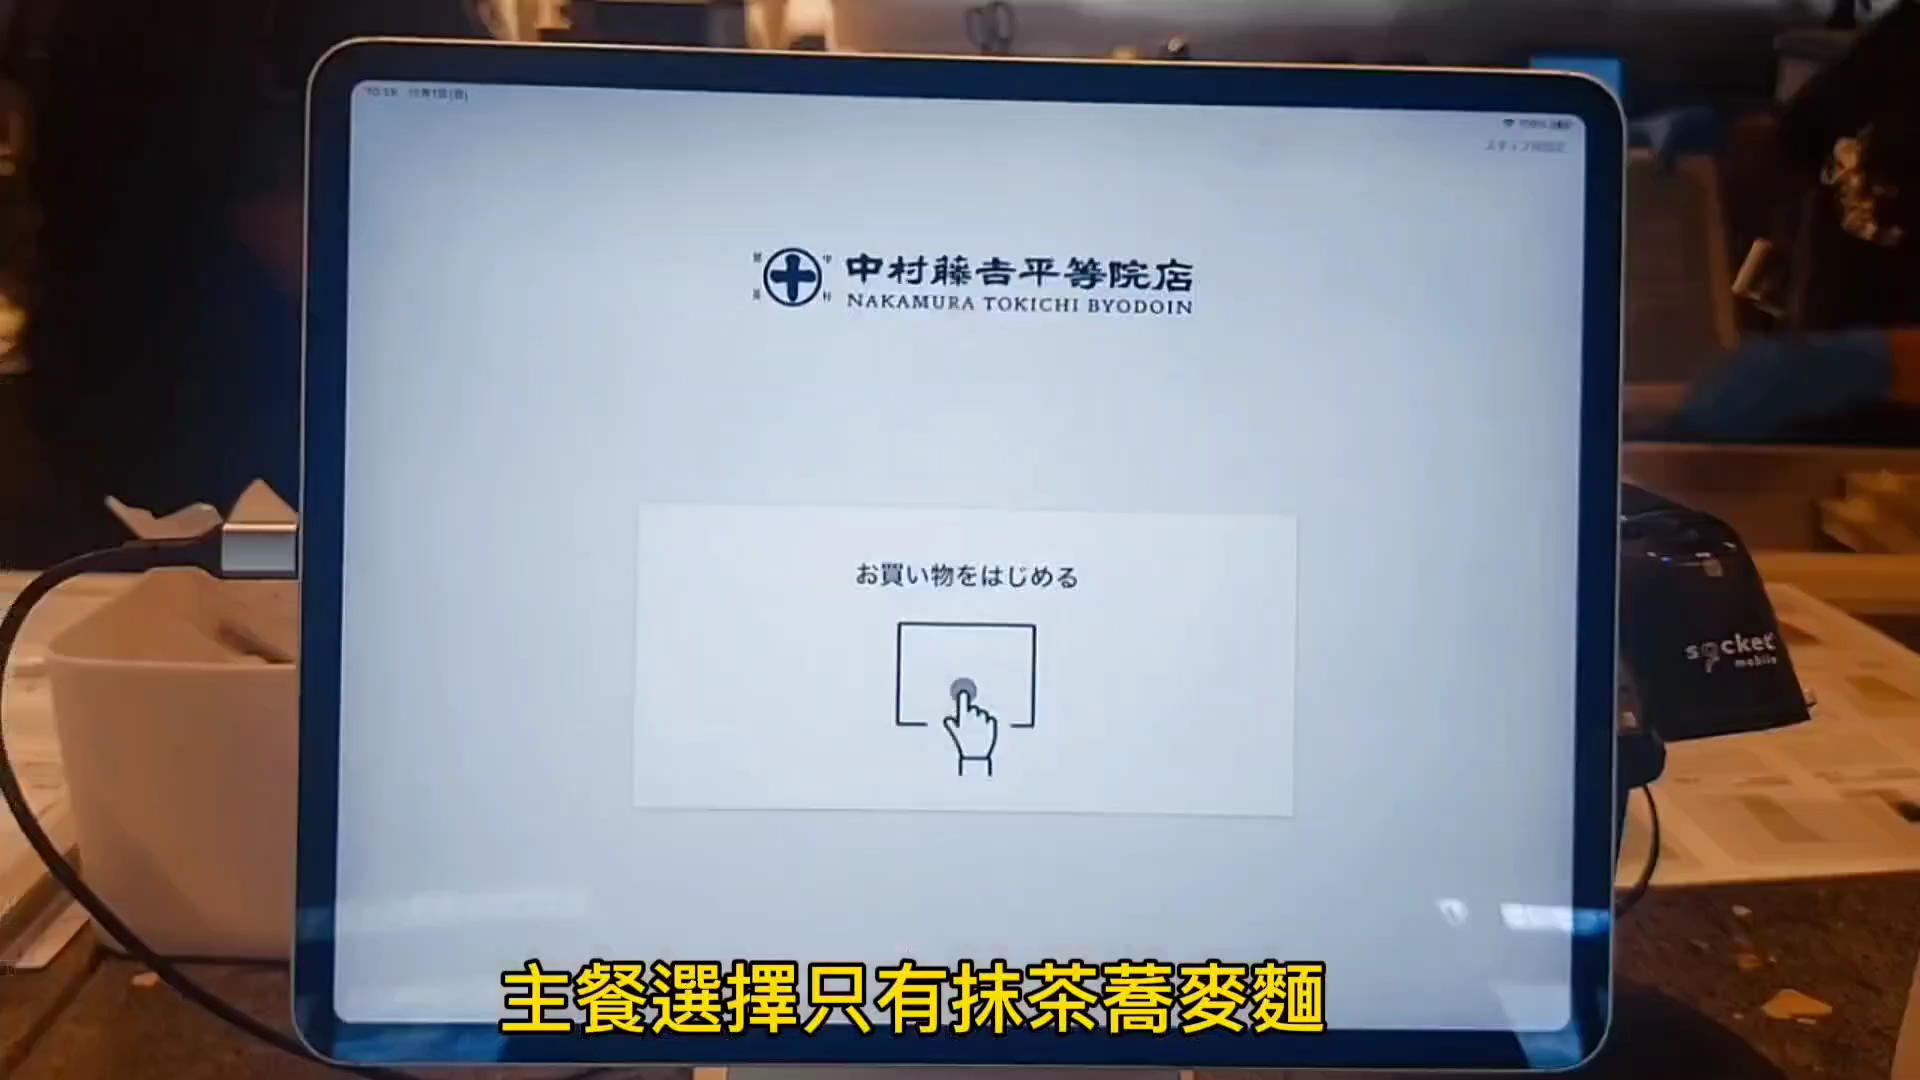 中村藤吉平等院店
NAKAMURA TOKICHI BYODOIN
お買い物をはじめる
socket
mobile
主餐選擇只有抹茶蕎麥麵